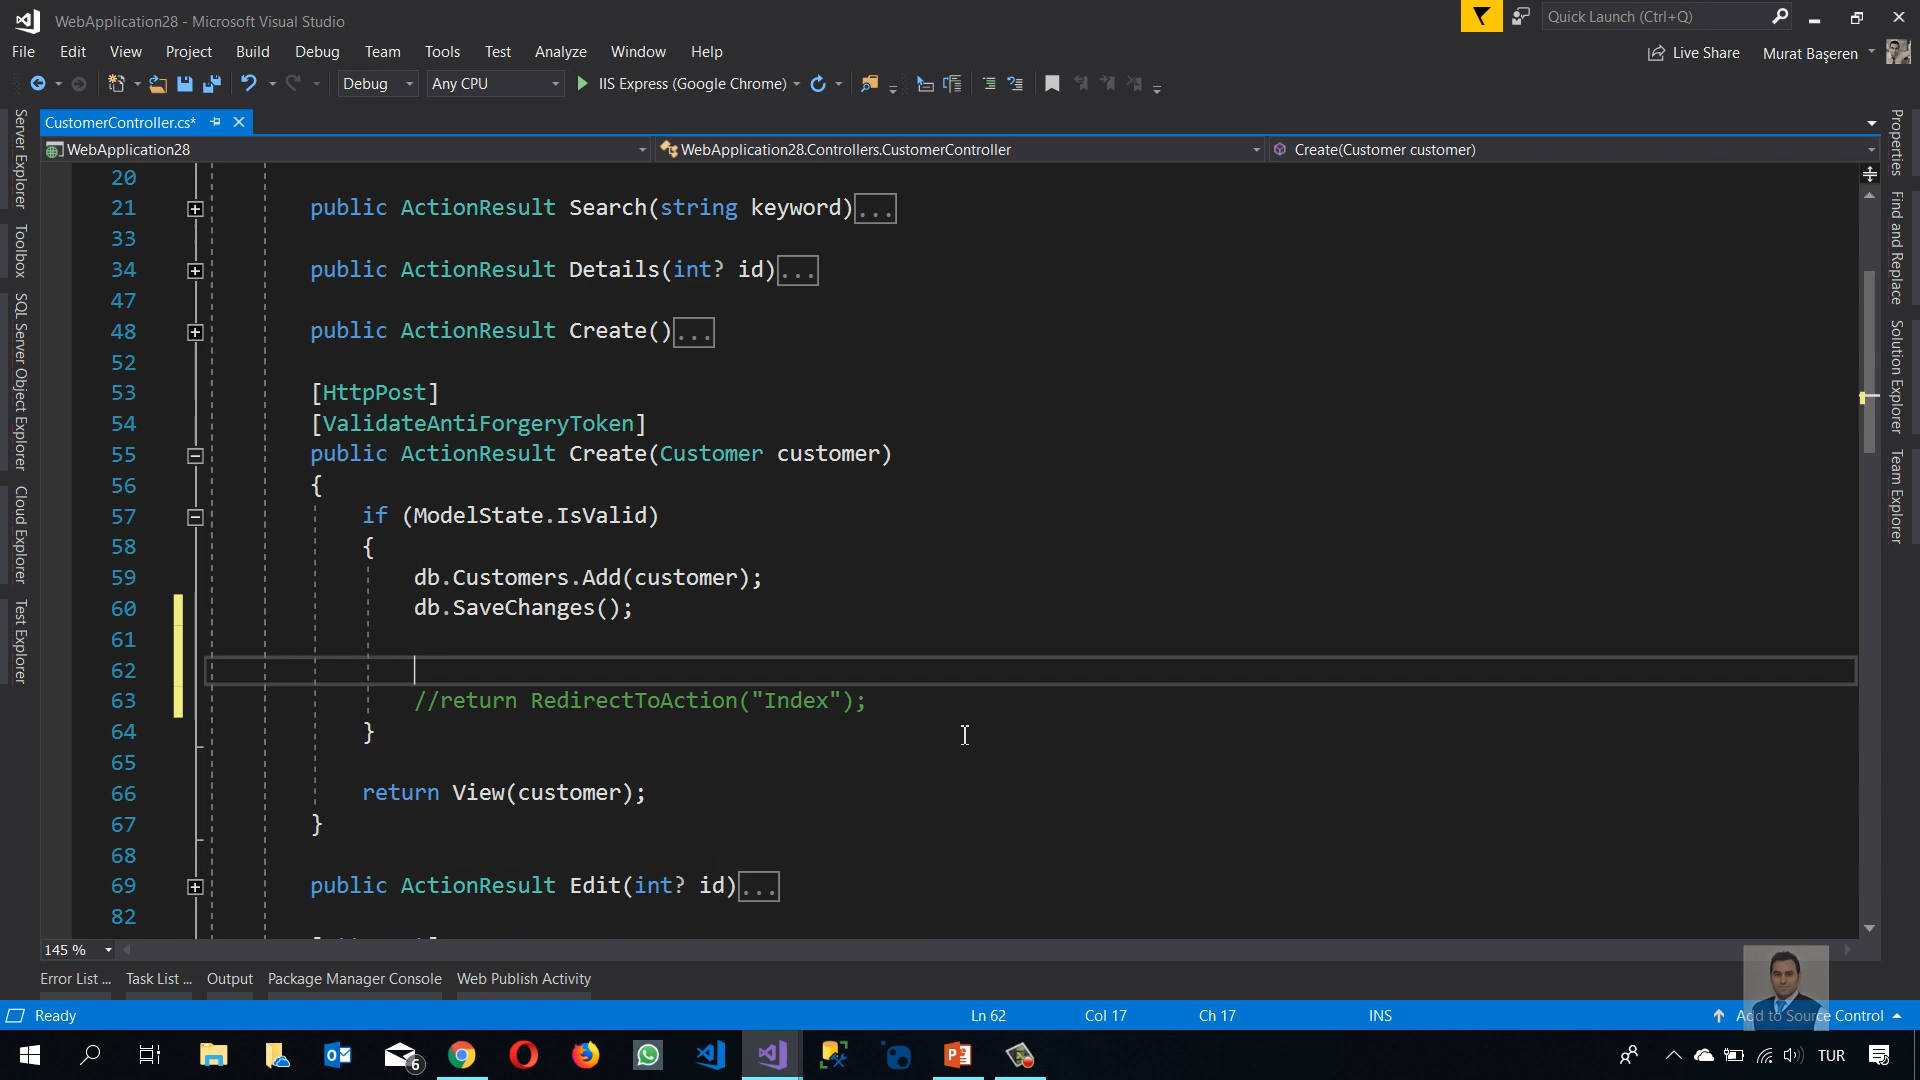 WebApplication28 - Microsoft Visual Studio
Quick Launch (Ctrl+Q)
File Edit View Project Build Debug Team Tools Test Analyze Window Help
Live Share Murat Başeren
Debug Any CPU IIS Express (Google Chrome)
CustomerController.cs*
WebApplication28 WebApplication28.Controllers.CustomerController Create(Customer customer)
Server Explorer
Toolbox
SQL Server Object Explorer
Cloud Explorer
Test Explorer
20
21 public ActionResult Search(string keyword)...
33
34 public ActionResult Details(int? id)...
47
48 public ActionResult Create()...
52
53 [HttpPost]
54 [ValidateAntiForgeryToken]
55 public ActionResult Create(Customer customer)
56 {
57 if (ModelState.IsValid)
58 {
59 db.Customers.Add(customer);
60 db.SaveChanges();
61
62
63 //return RedirectToAction("Index");
64 }
65
66 return View(customer);
67 }
68
69 public ActionResult Edit(int? id)...
82
Properties
Find and Replace
Solution Explorer
Team Explorer
145 %
Error List ... Task List ... Output Package Manager Console Web Publish Activity
Ready Ln 62 Col 17 Ch 17 INS Add to Source Control
6 TUR